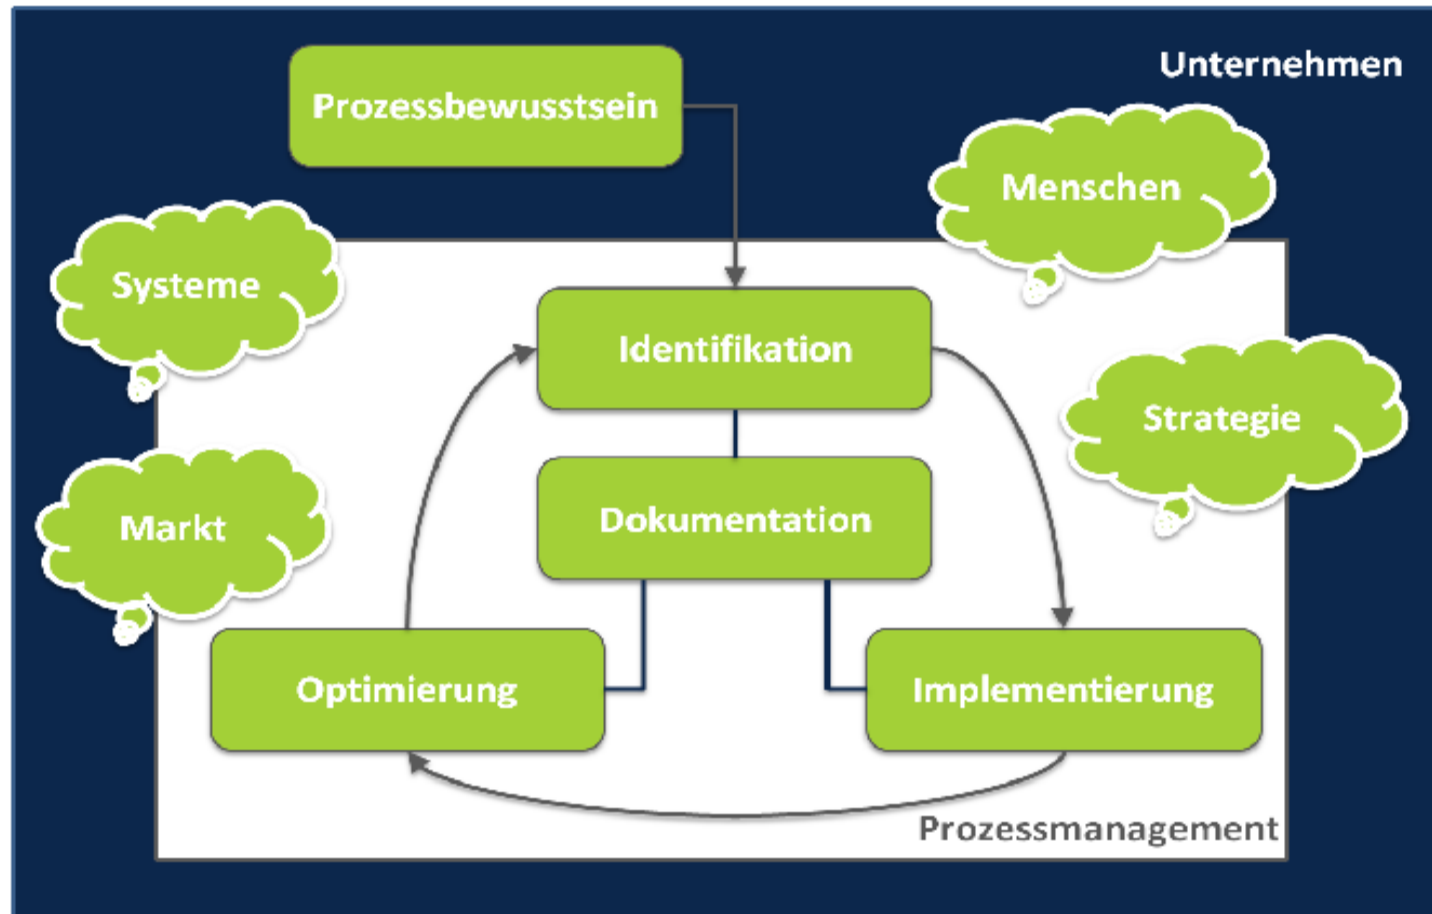 Unternehmen
Prozessbewusstsein
Menschen
Systeme
Identifikation
Strategie
Dokumentation
Markt
Optimierung
Implementierung
Prozessmanagement